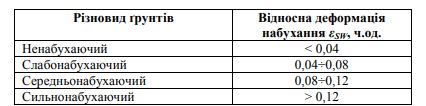 Різновид ґрунтів
Відносна деформація
набухання εSW, ч.од.
Ненабухаючий < 0,04
Слабонабухаючий 0,04÷0,08
Середньонабухаючий 0,08÷0,12
Сильнонабухаючий > 0,12